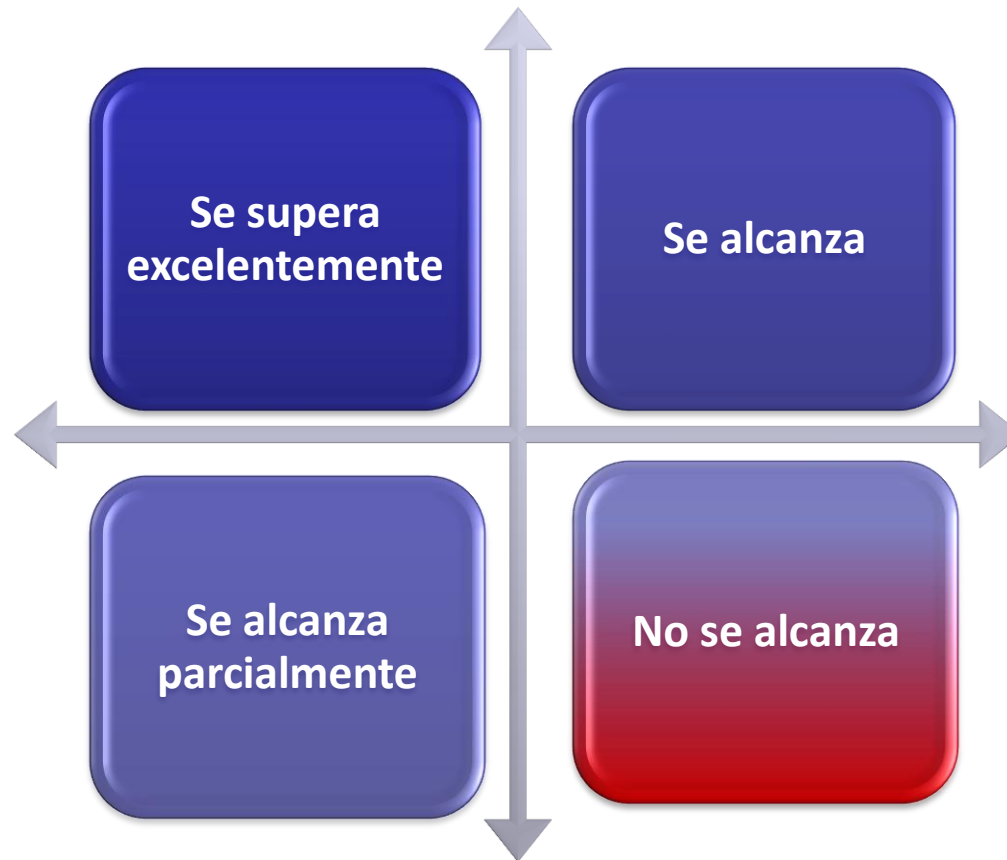 Se supera
excelentemente
Se alcanza
Se alcanza
parcialmente
No se alcanza